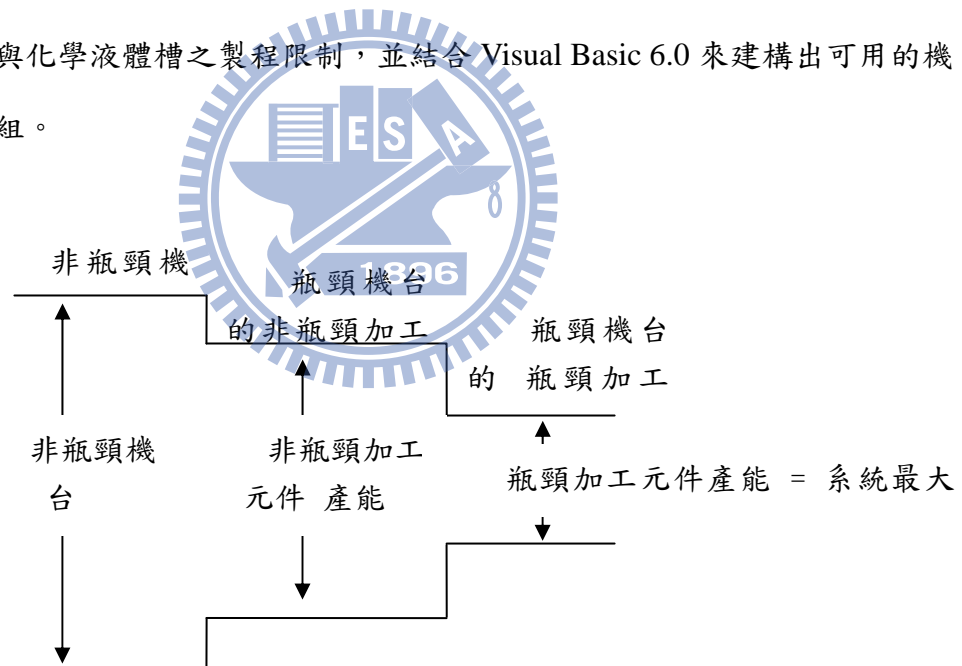 與化學液體槽之製程限制，並結合 Visual Basic 6.0 來建構出可用的機
組。
ESA
1896
非瓶頸機
瓶頸機台
的非瓶頸加工
瓶頸機台
的 瓶頸加工
非瓶頸機
台
非瓶頸加工
元件 產能
瓶頸加工元件產能 = 系統最大